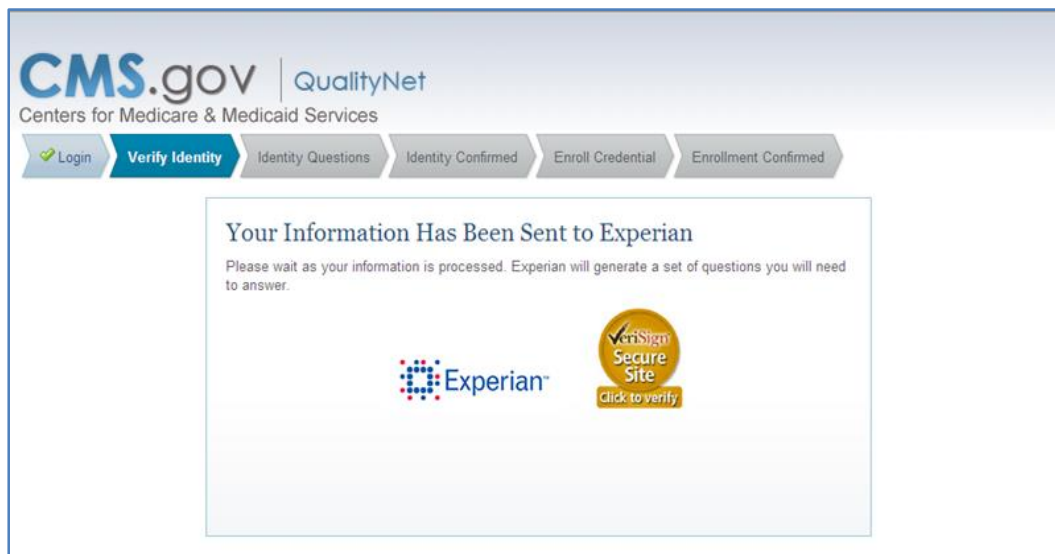 CMS.gov | QualityNet
Centers for Medicare & Medicaid Services
Login Verify Identity Identity Questions Identity Confirmed Enroll Credential Enrollment Confirmed
Your Information Has Been Sent to Experian
Please wait as your information is processed. Experian will generate a set of questions you will need
to answer.
Experian™
VeriSign
Secure
Site
Click to verify